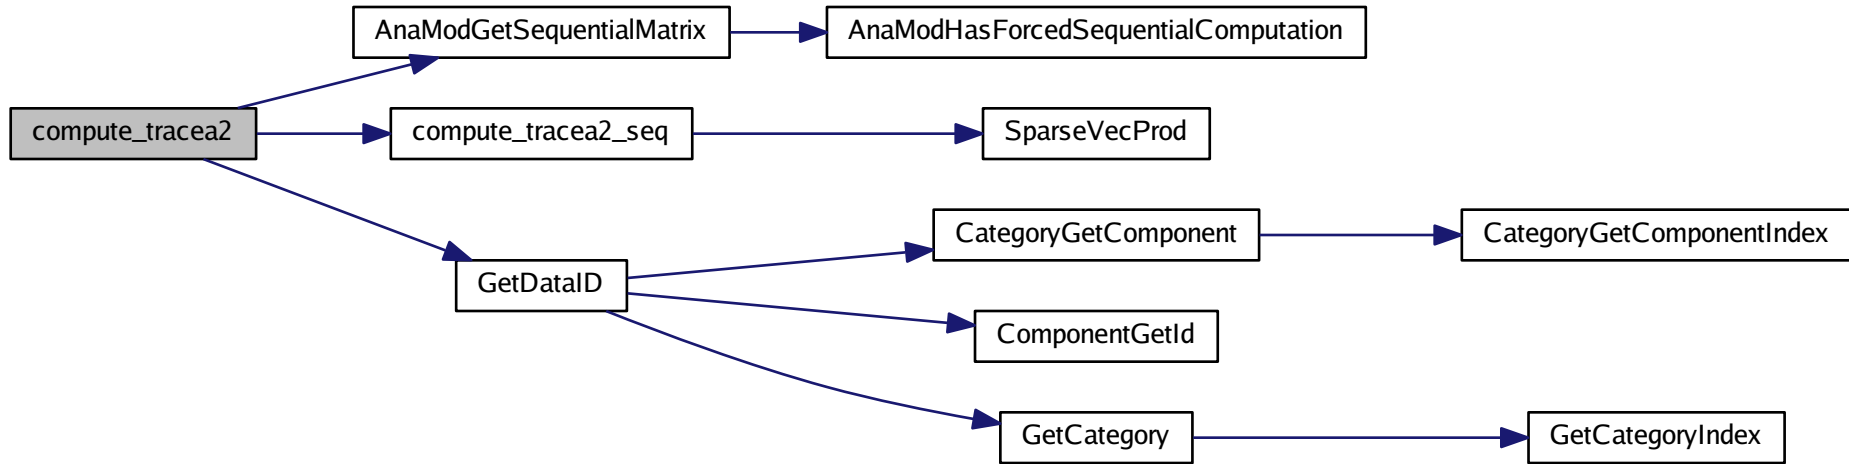 AnaModGetSequentialMatrix
AnaModHasForcedSequentialComputation
compute_tracea2
compute_tracea2_seq
SparseVecProd
CategoryGetComponent
CategoryGetComponentIndex
GetDataID
ComponentGetId
GetCategory
GetCategoryIndex